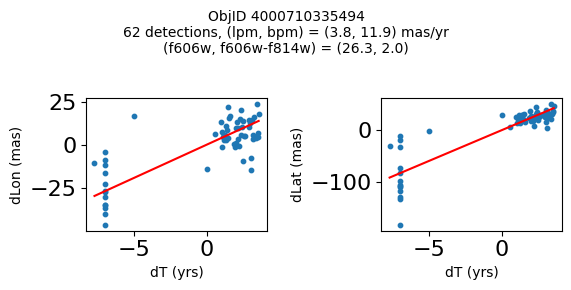 ObjID 4000710335494
62 detections, (lpm, bpm) = (3.8, 11.9) mas/yr
(f606w, f606w-f814w) = (26.3, 2.0)
25
0
−25
dLon (mas)
−5
0
dT (yrs)
0
−100
dLat (mas)
−5
0
dT (yrs)